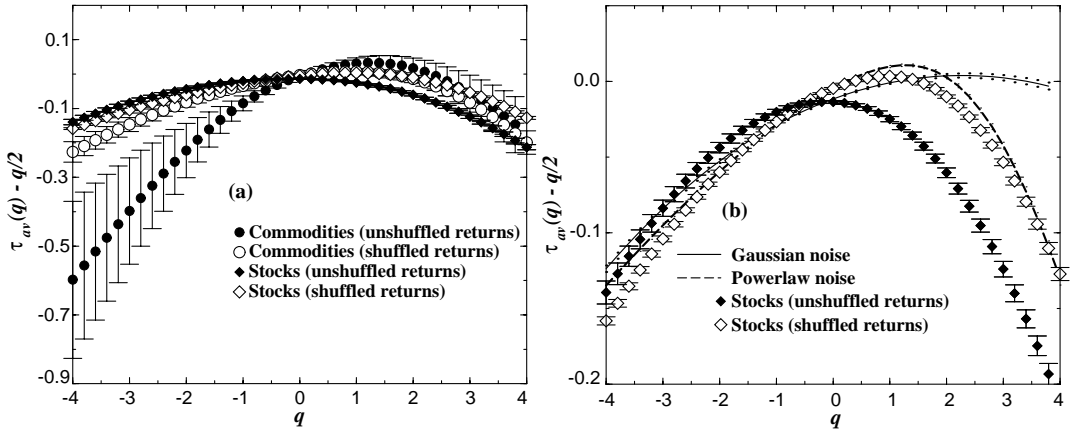 0.1
-0.1
-0.3
-0.5
-0.7
-0.9
τ_av(q) - q/2
(a)
Commodities (unshuffled returns)
Commodities (shuffled returns)
Stocks (unshuffled returns)
Stocks (shuffled returns)
-4 -3 -2 -1 0 1 2 3 4
q
0.0
-0.1
-0.2
τ_av(q) - q/2
(b)
Gaussian noise
Powerlaw noise
Stocks (unshuffled returns)
Stocks (shuffled returns)
-4 -3 -2 -1 0 1 2 3 4
q